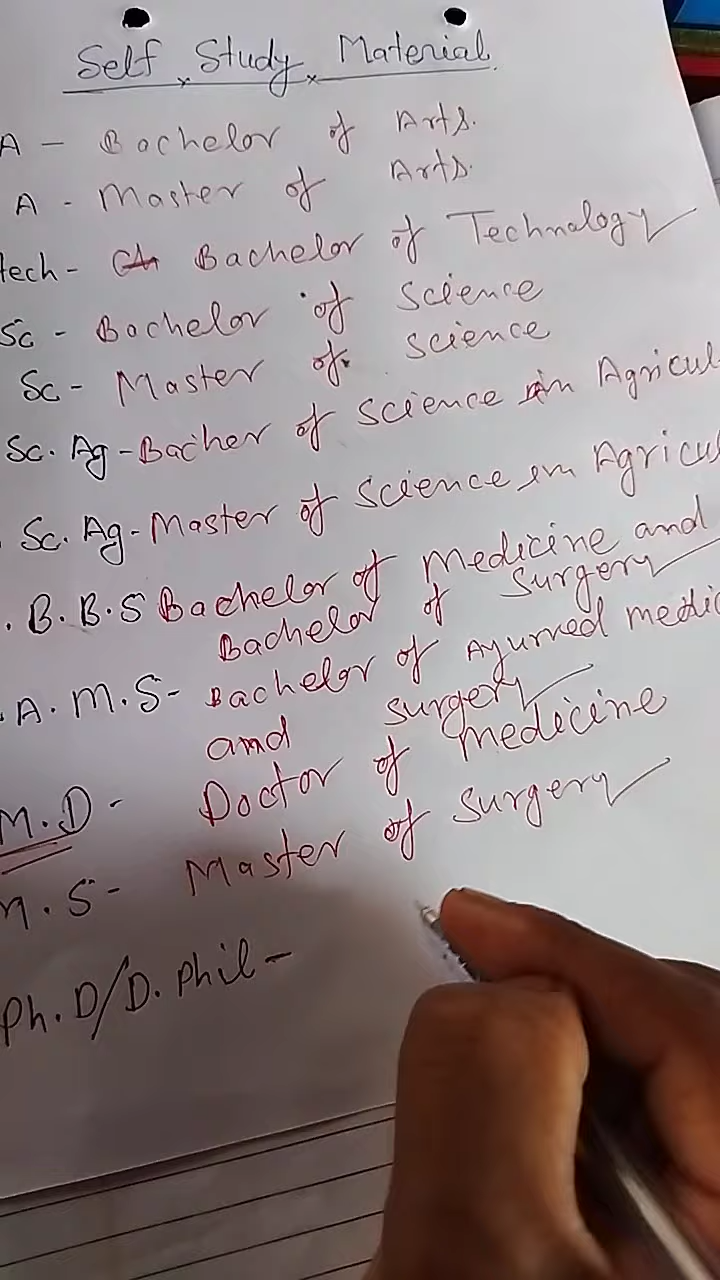 Self Study Material
A - Bachelor of Arts.
A - Master of Arts.
tech - Bachelor of Technology
Sc - Bachelor of Science
Sc - Master of science
Sc. Ag - Bacher of Science in Agricul
Sc. Ag - Master of Science in Agricul
. B. B. S Bachelor of Medicine and
Bachelor of Surgery
. A. M. S - Bachelor of Ayurved medic
and Surgery
M. D - Doctor of Medicine
M. S - Master of Surgery
Ph. D/D. Phil -